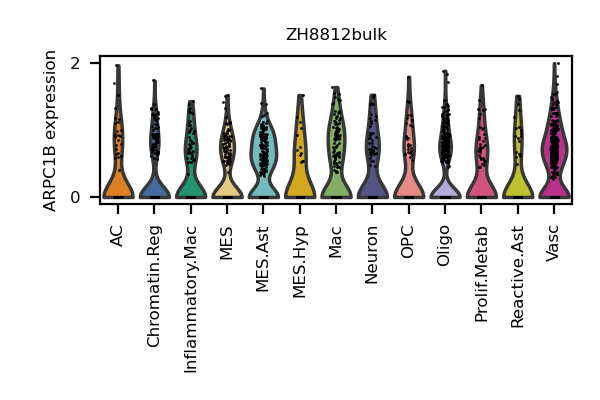 ZH8812bulk
ARPC1B expression
2
0
AC
Chromatin.Reg
Inflammatory.Mac
MES
MES.Ast
MES.Hyp
Mac
Neuron
OPC
Oligo
Prolif.Metab
Reactive.Ast
Vasc